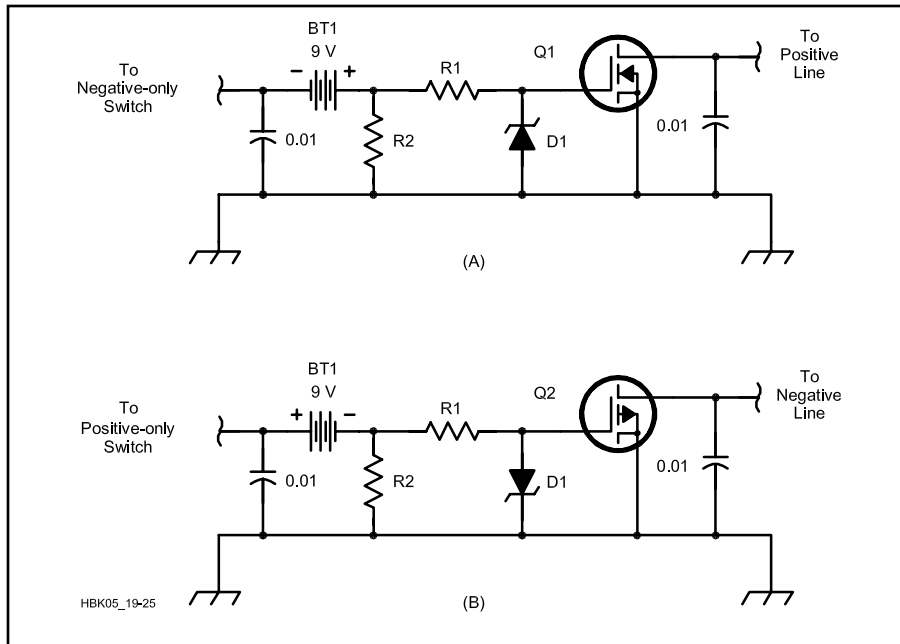 BT1
9 V
To
Negative-only
Switch
– +
R1
Q1
To
Positive
Line
0.01
R2
D1
0.01
(A)
BT1
9 V
To
Positive-only
Switch
+ –
R1
Q2
To
Negative
Line
0.01
R2
D1
0.01
(B)
HBK05_19-25